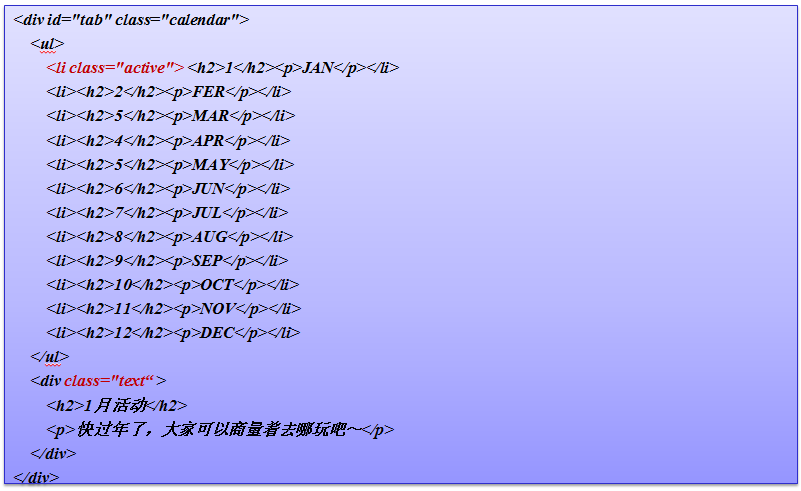 <div id="tab" class="calendar">
<ul>
<li class="active"> <h2>1</h2><p>JAN</p></li>
<li><h2>2</h2><p>FER</p></li>
<li><h2>5</h2><p>MAR</p></li>
<li><h2>4</h2><p>APR</p></li>
<li><h2>5</h2><p>MAY</p></li>
<li><h2>6</h2><p>JUN</p></li>
<li><h2>7</h2><p>JUL</p></li>
<li><h2>8</h2><p>AUG</p></li>
<li><h2>9</h2><p>SEP</p></li>
<li><h2>10</h2><p>OCT</p></li>
<li><h2>11</h2><p>NOV</p></li>
<li><h2>12</h2><p>DEC</p></li>
</ul>
<div class="text“ >
<h2>1月活动</h2>
<p>快过年了，大家可以商量着去哪玩吧～</p>
</div>
</div>